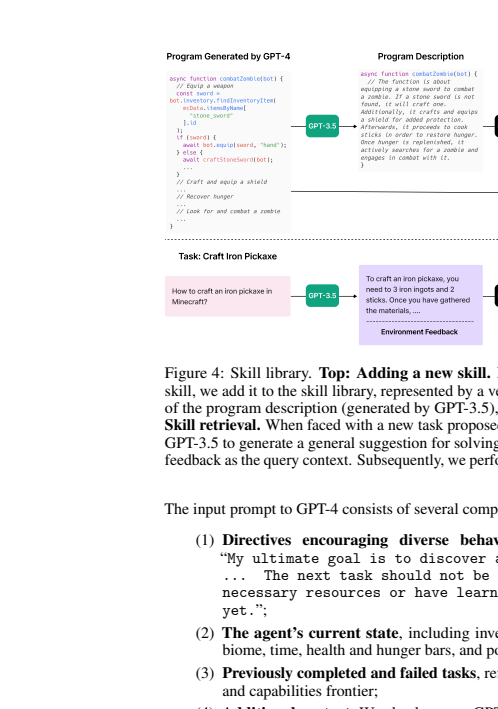 Program Generated by GPT-4
async function combatZombie(bot) {
// Equip a weapon
const sword =
bot.inventory.findInventoryItem(
mcData.itemsByName[
"stone_sword"
].id
);
if (sword) {
await bot.equip(sword, "hand");
} else {
await craftStoneSword(bot);
...
}
// Craft and equip a shield
...
// Recover hunger
...
// Look for and combat a zombie
...
}
GPT-3.5
Program Description
async function combatZombie(bot) {
// The function is about
equipping a stone sword to combat
a zombie. If a stone sword is not
found, it will craft one.
Additionally, it crafts and equips
a shield for added protection.
Afterwards, it proceeds to cook
sticks in order to restore hunger.
Once hunger is replenished, it
actively searches for a zombie and
engages in combat with it.
}
Task: Craft Iron Pickaxe
How to craft an iron pickaxe in
Minecraft?
GPT-3.5
To craft an iron pickaxe, you
need to 3 iron ingots and 2
sticks. Once you have gathered
the materials, ....
Environment Feedback
Figure 4: Skill library. Top: Adding a new skill.
skill, we add it to the skill library, represented by a
of the program description (generated by GPT-3.5),
Skill retrieval. When faced with a new task
GPT-3.5 to generate a general suggestion for solving
feedback as the query context. Subsequently, we
The input prompt to GPT-4 consists of several
(1) Directives encouraging diverse
“My ultimate goal is to discover
... The next task should not be
necessary resources or have
yet.”;
(2) The agent's current state, including
biome, time, health and hunger bars, and
(3) Previously completed and failed tasks,
and capabilities frontier;